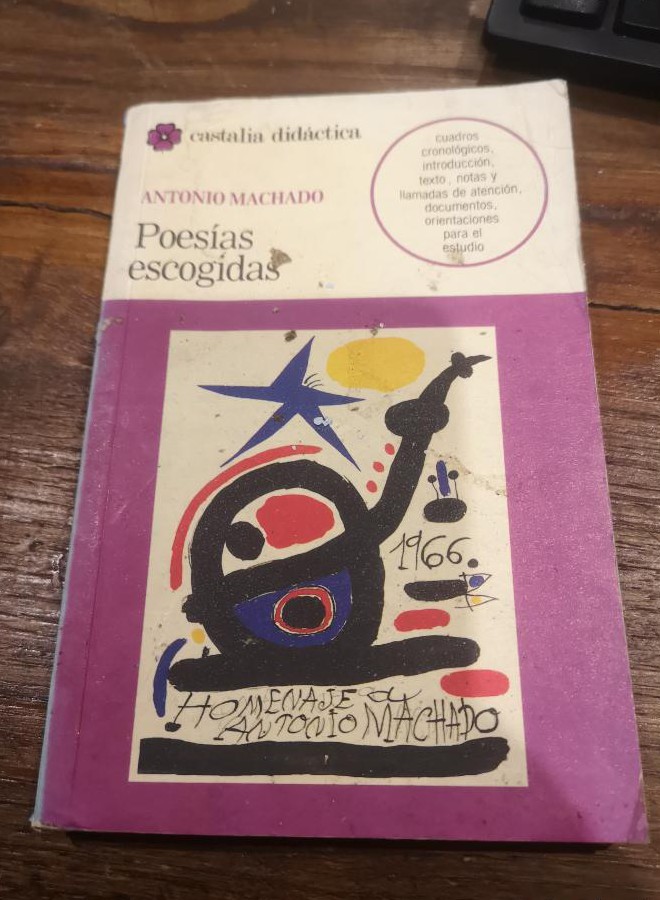 castalia didáctica
ANTONIO MACHADO
Poesías
escogidas
cuadros
cronológicos,
introducción,
texto, notas y
llamadas de atención,
documentos,
orientaciones
para el
estudio
1966.
HOMENAJE a
ANTONIO MACHADO